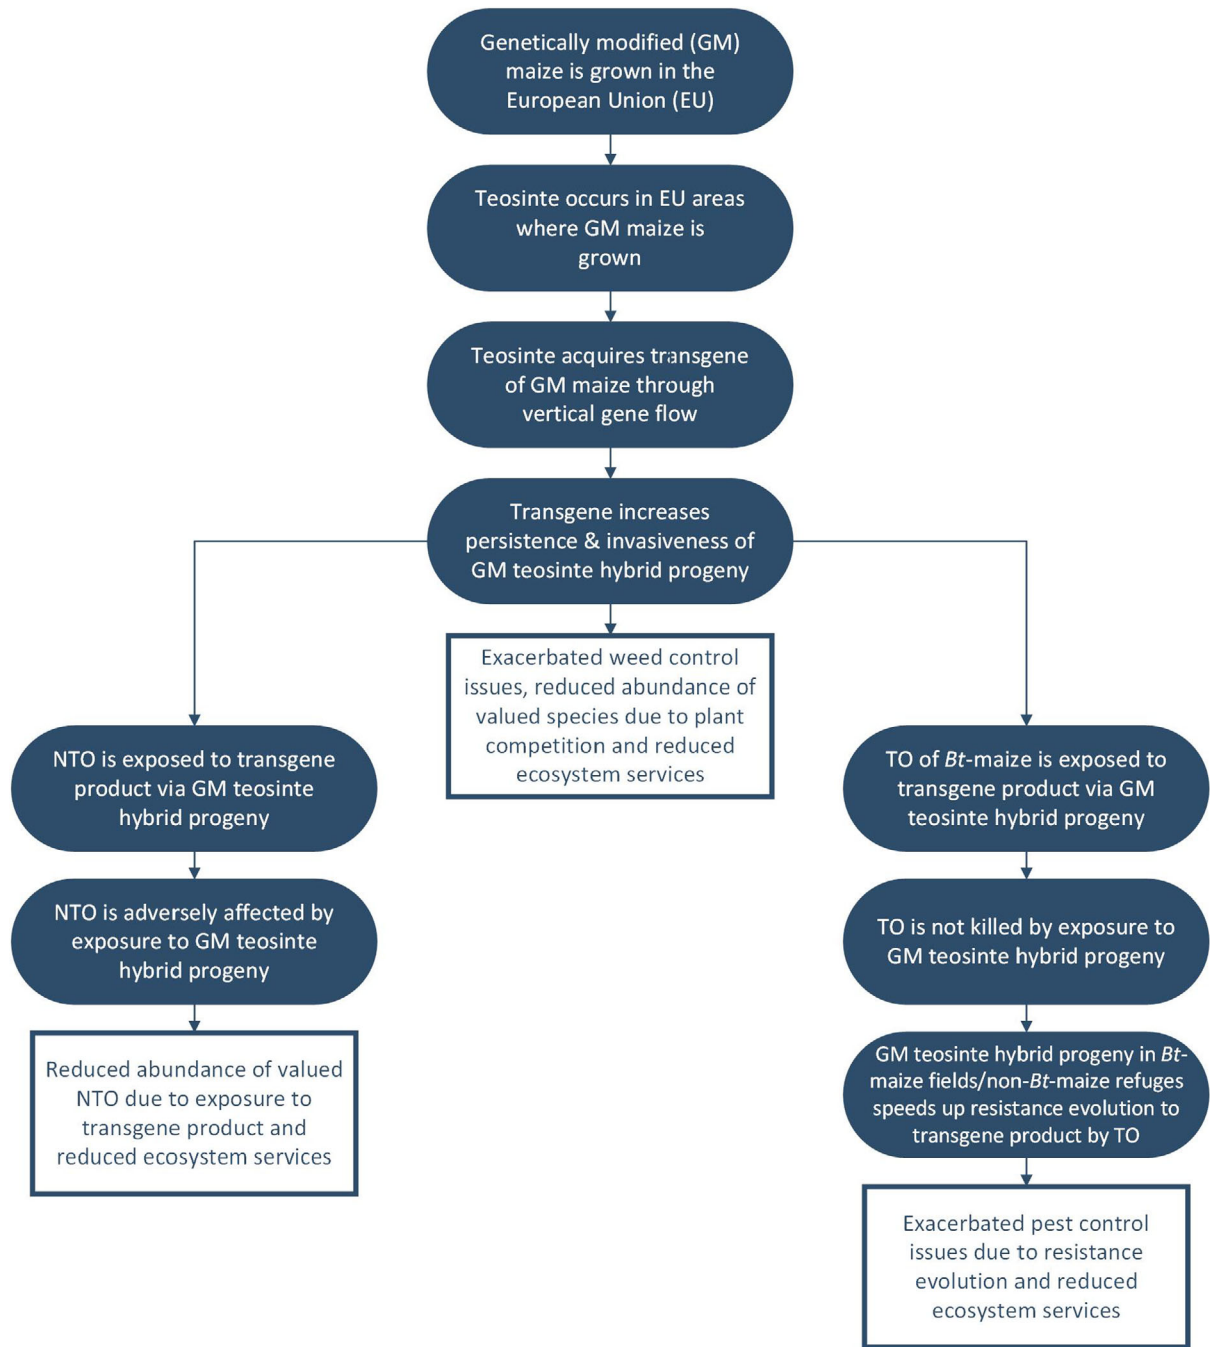 Genetically modified (GM)
maize is grown in the
European Union (EU)
Teosinte occurs in EU areas
where GM maize is
grown
Teosinte acquires transgene
of GM maize through
vertical gene flow
Transgene increases
persistence & invasiveness of
GM teosinte hybrid progeny
Exacerbated weed control
issues, reduced abundance of
valued species due to plant
competition and reduced
ecosystem services
NTO is exposed to transgene
product via GM teosinte
hybrid progeny
NTO is adversely affected by
exposure to GM teosinte
hybrid progeny
Reduced abundance of valued
NTO due to exposure to
transgene product and
reduced ecosystem services
TO of Bt-maize is exposed to
transgene product via GM
teosinte hybrid progeny
TO is not killed by exposure to
GM teosinte hybrid progeny
GM teosinte hybrid progeny in Bt-
maize fields/non-Bt-maize refuges
speeds up resistance evolution to
transgene product by TO
Exacerbated pest control
issues due to resistance
evolution and reduced
ecosystem services